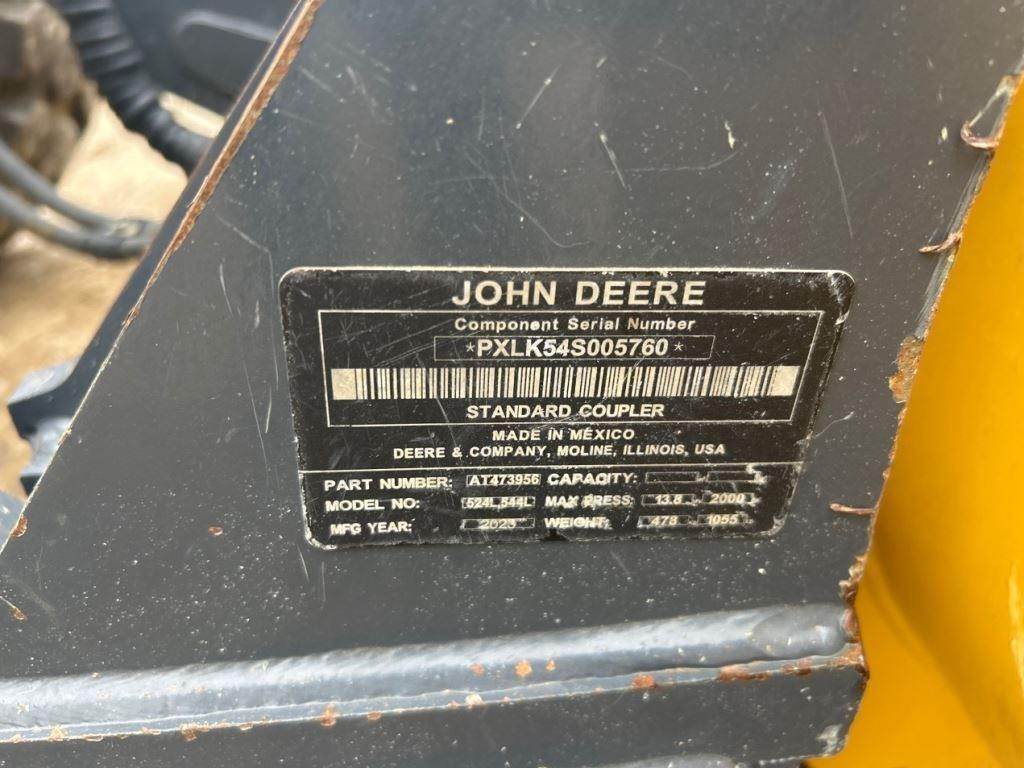 JOHN DEERE
Component Serial Number
*PXLK54S005760*
STANDARD COUPLER
MADE IN MEXICO
DEERE & COMPANY, MOLINE, ILLINOIS, USA
PART NUMBER: AT473956 CAPACITY:
MODEL NO: 524L,544L MAX PRESS: 13.8 2000
MFG YEAR: 2023 WEIGHT: 478 1055